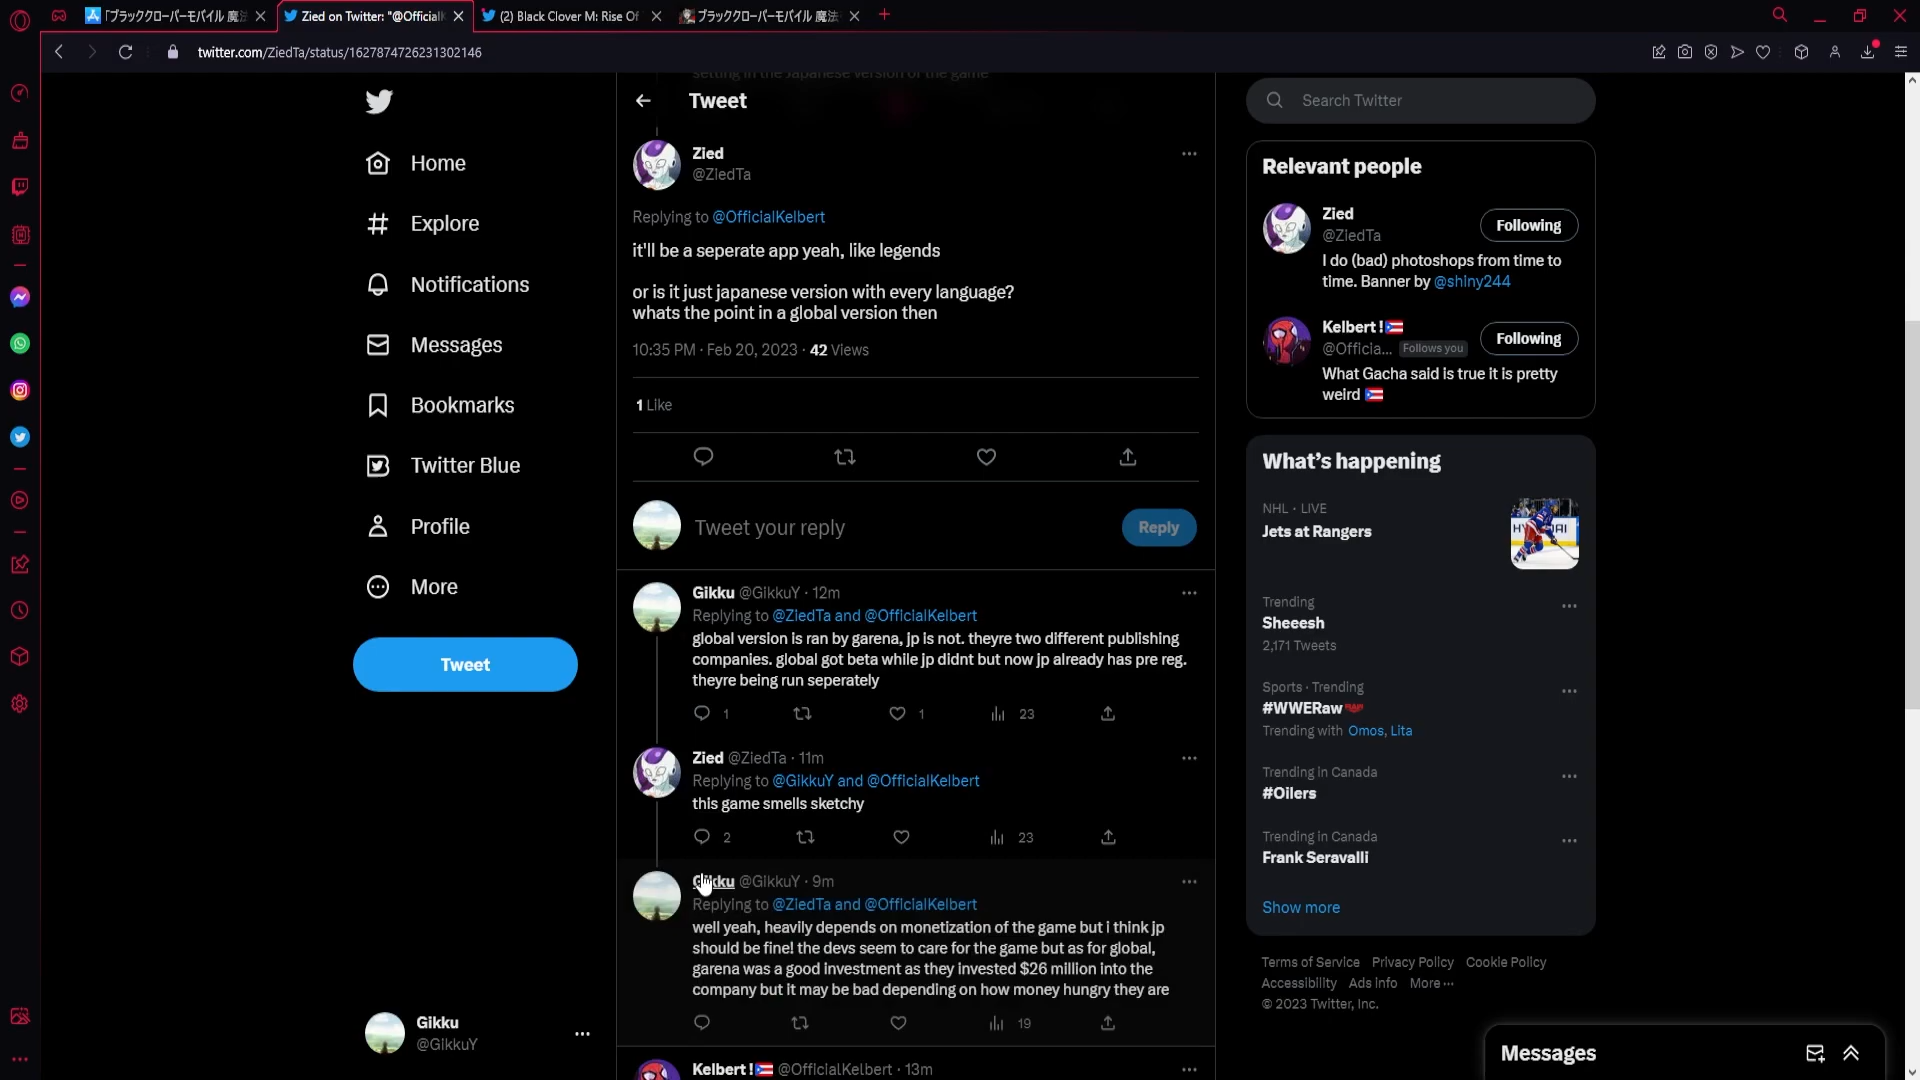 「ブラッククローバーモバイル 魔法
Zied on Twitter: "@Official
(2) Black Clover M: Rise Of
ブラッククローバーモバイル 魔法
twitter.com/ZiedTa/status/1627874726231302146
Home
Explore
Notifications
Messages
Bookmarks
Twitter Blue
Profile
More
Tweet
Gikku
@GikkuY
setting in the Japanese version of the game
Tweet
Zied
@ZiedTa
Replying to @OfficialKelbert
it'll be a seperate app yeah, like legends
or is it just japanese version with every language?
whats the point in a global version then
10:35 PM · Feb 20, 2023 · 42 Views
1 Like
Tweet your reply
Reply
Gikku @GikkuY · 12m
Replying to @ZiedTa and @OfficialKelbert
global version is ran by garena, jp is not. theyre two different publishing
companies. global got beta while jp didnt but now jp already has pre reg.
theyre being run seperately
1 1 23
Zied @ZiedTa · 11m
Replying to @GikkuY and @OfficialKelbert
this game smells sketchy
2 23
Gikku @GikkuY · 9m
Replying to @ZiedTa and @OfficialKelbert
well yeah, heavily depends on monetization of the game but i think jp
should be fine! the devs seem to care for the game but as for global,
garena was a good investment as they invested $26 million into the
company but it may be bad depending on how money hungry they are
19
Kelbert ! @OfficialKelbert · 13m
Search Twitter
Relevant people
Zied
@ZiedTa
Following
I do (bad) photoshops from time to
time. Banner by @shiny244
Kelbert !
@Officia... Follows you
Following
What Gacha said is true it is pretty
weird
What's happening
NHL · LIVE
Jets at Rangers
Trending
Sheeesh
2,171 Tweets
Sports · Trending
#WWERaw
Trending with Omos, Lita
Trending in Canada
#Oilers
Trending in Canada
Frank Seravalli
Show more
Terms of Service Privacy Policy Cookie Policy
Accessibility Ads info More ···
© 2023 Twitter, Inc.
Messages